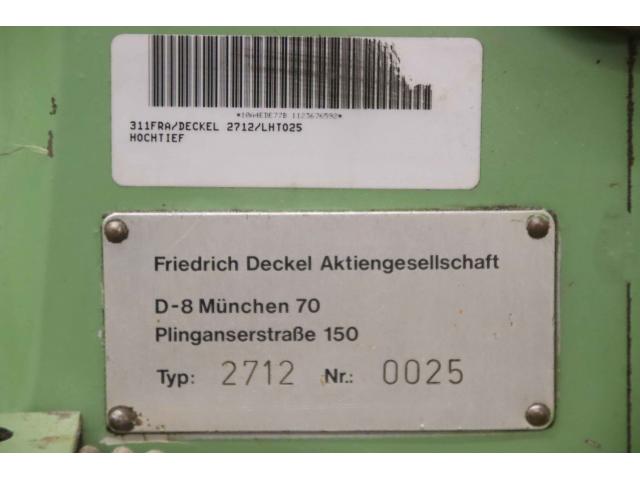 311FRA/DECKEL 2712/LHT025
HOCHTIEF
Friedrich Deckel Aktiengesellschaft
D-8 München 70
Plinganserstraße 150
Typ: 2712 Nr.: 0025